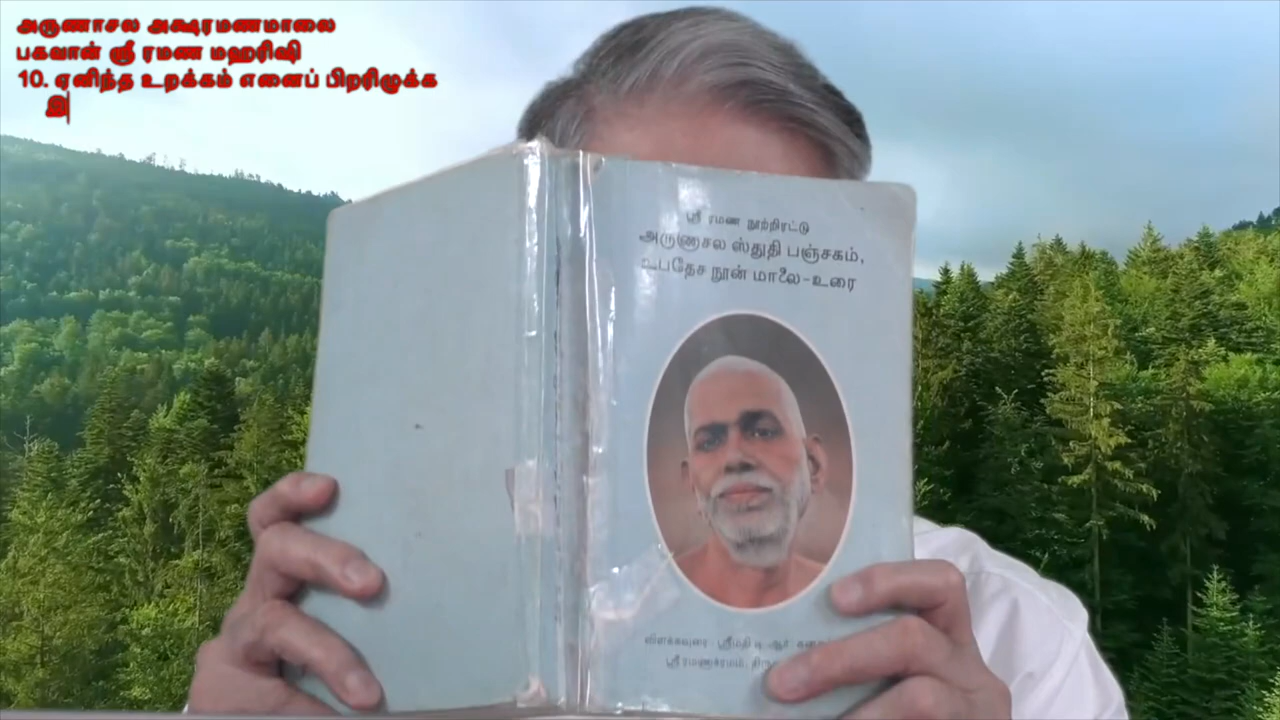 அருணாசல அக்ஷரமணமாலை
பகவான் ஸ்ரீ ரமண மஹரிஷி
10. ஏனிந்த உறக்கம் எனைப் பிறரிழுக்க
இ
ஸ்ரீ ரமண நூற்றிரட்டு
அருணாசல ஸ்துதி பஞ்சகம்,
உபதேச நூன் மாலை-உரை
விளக்கவுரை: ஸ்ரீமதி டி. ஆர்.
ஸ்ரீ ரமணாச்ரமம்,